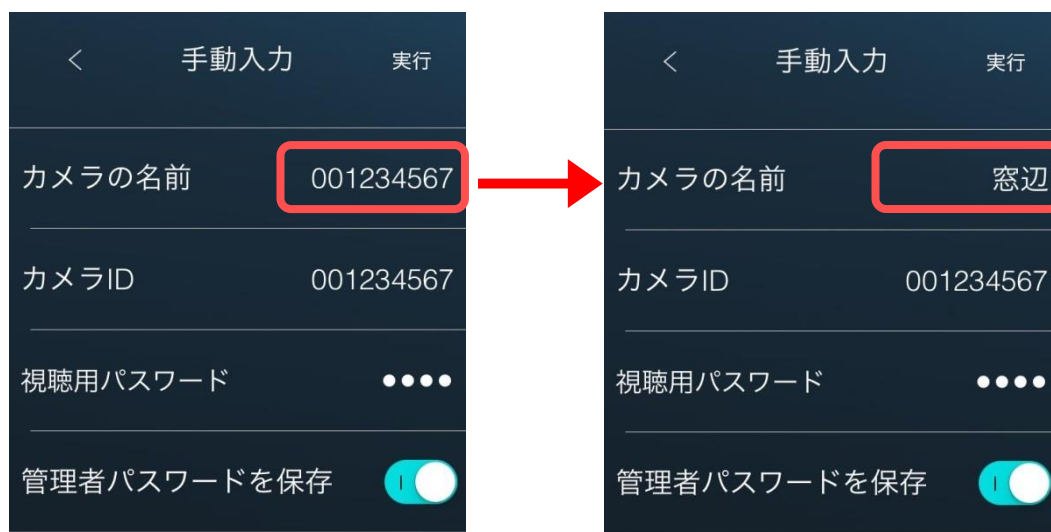 < 手動入力 実行
カメラの名前 001234567
カメラID 001234567
視聴用パスワード ●●●●
管理者パスワードを保存
< 手動入力 実行
カメラの名前 窓辺
カメラID 001234567
視聴用パスワード ●●●●
管理者パスワードを保存